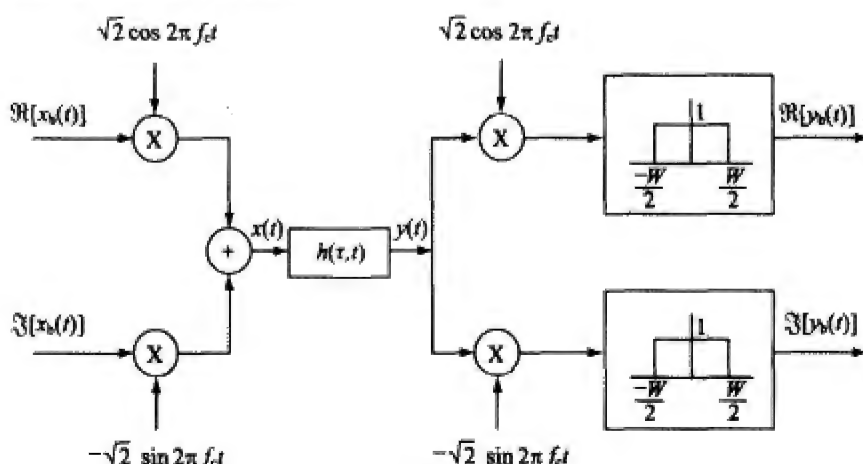 √2 cos 2π f_c t
√2 cos 2π f_c t
ℜ[x_b(t)]
X
X
1
-W/2
W/2
ℜ[y_b(t)]
x(t)
y(t)
+
h(τ,t)
ℑ[x_b(t)]
X
X
1
-W/2
W/2
ℑ[y_b(t)]
-√2 sin 2π f_c t
-√2 sin 2π f_c t